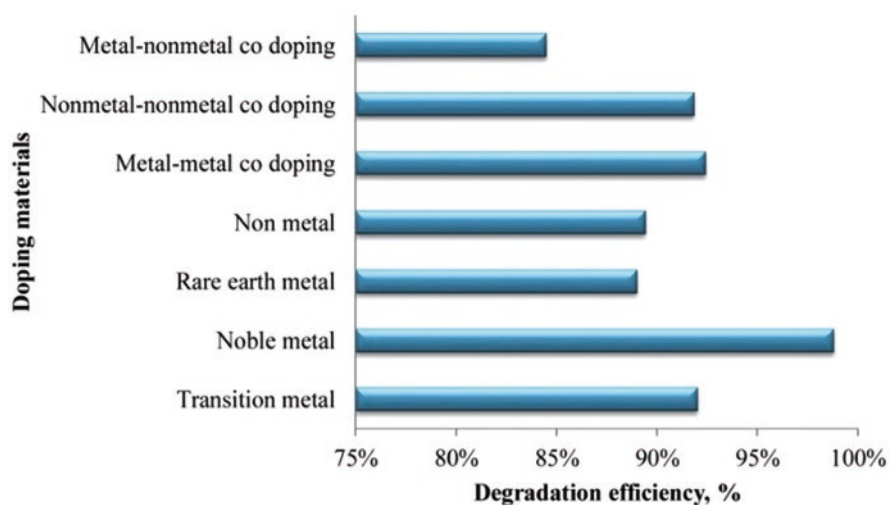 Metal-nonmetal co doping
Nonmetal-nonmetal co doping
Metal-metal co doping
Non metal
Rare earth metal
Noble metal
Transition metal
Doping materials
75% 80% 85% 90% 95% 100%
Degradation efficiency, %